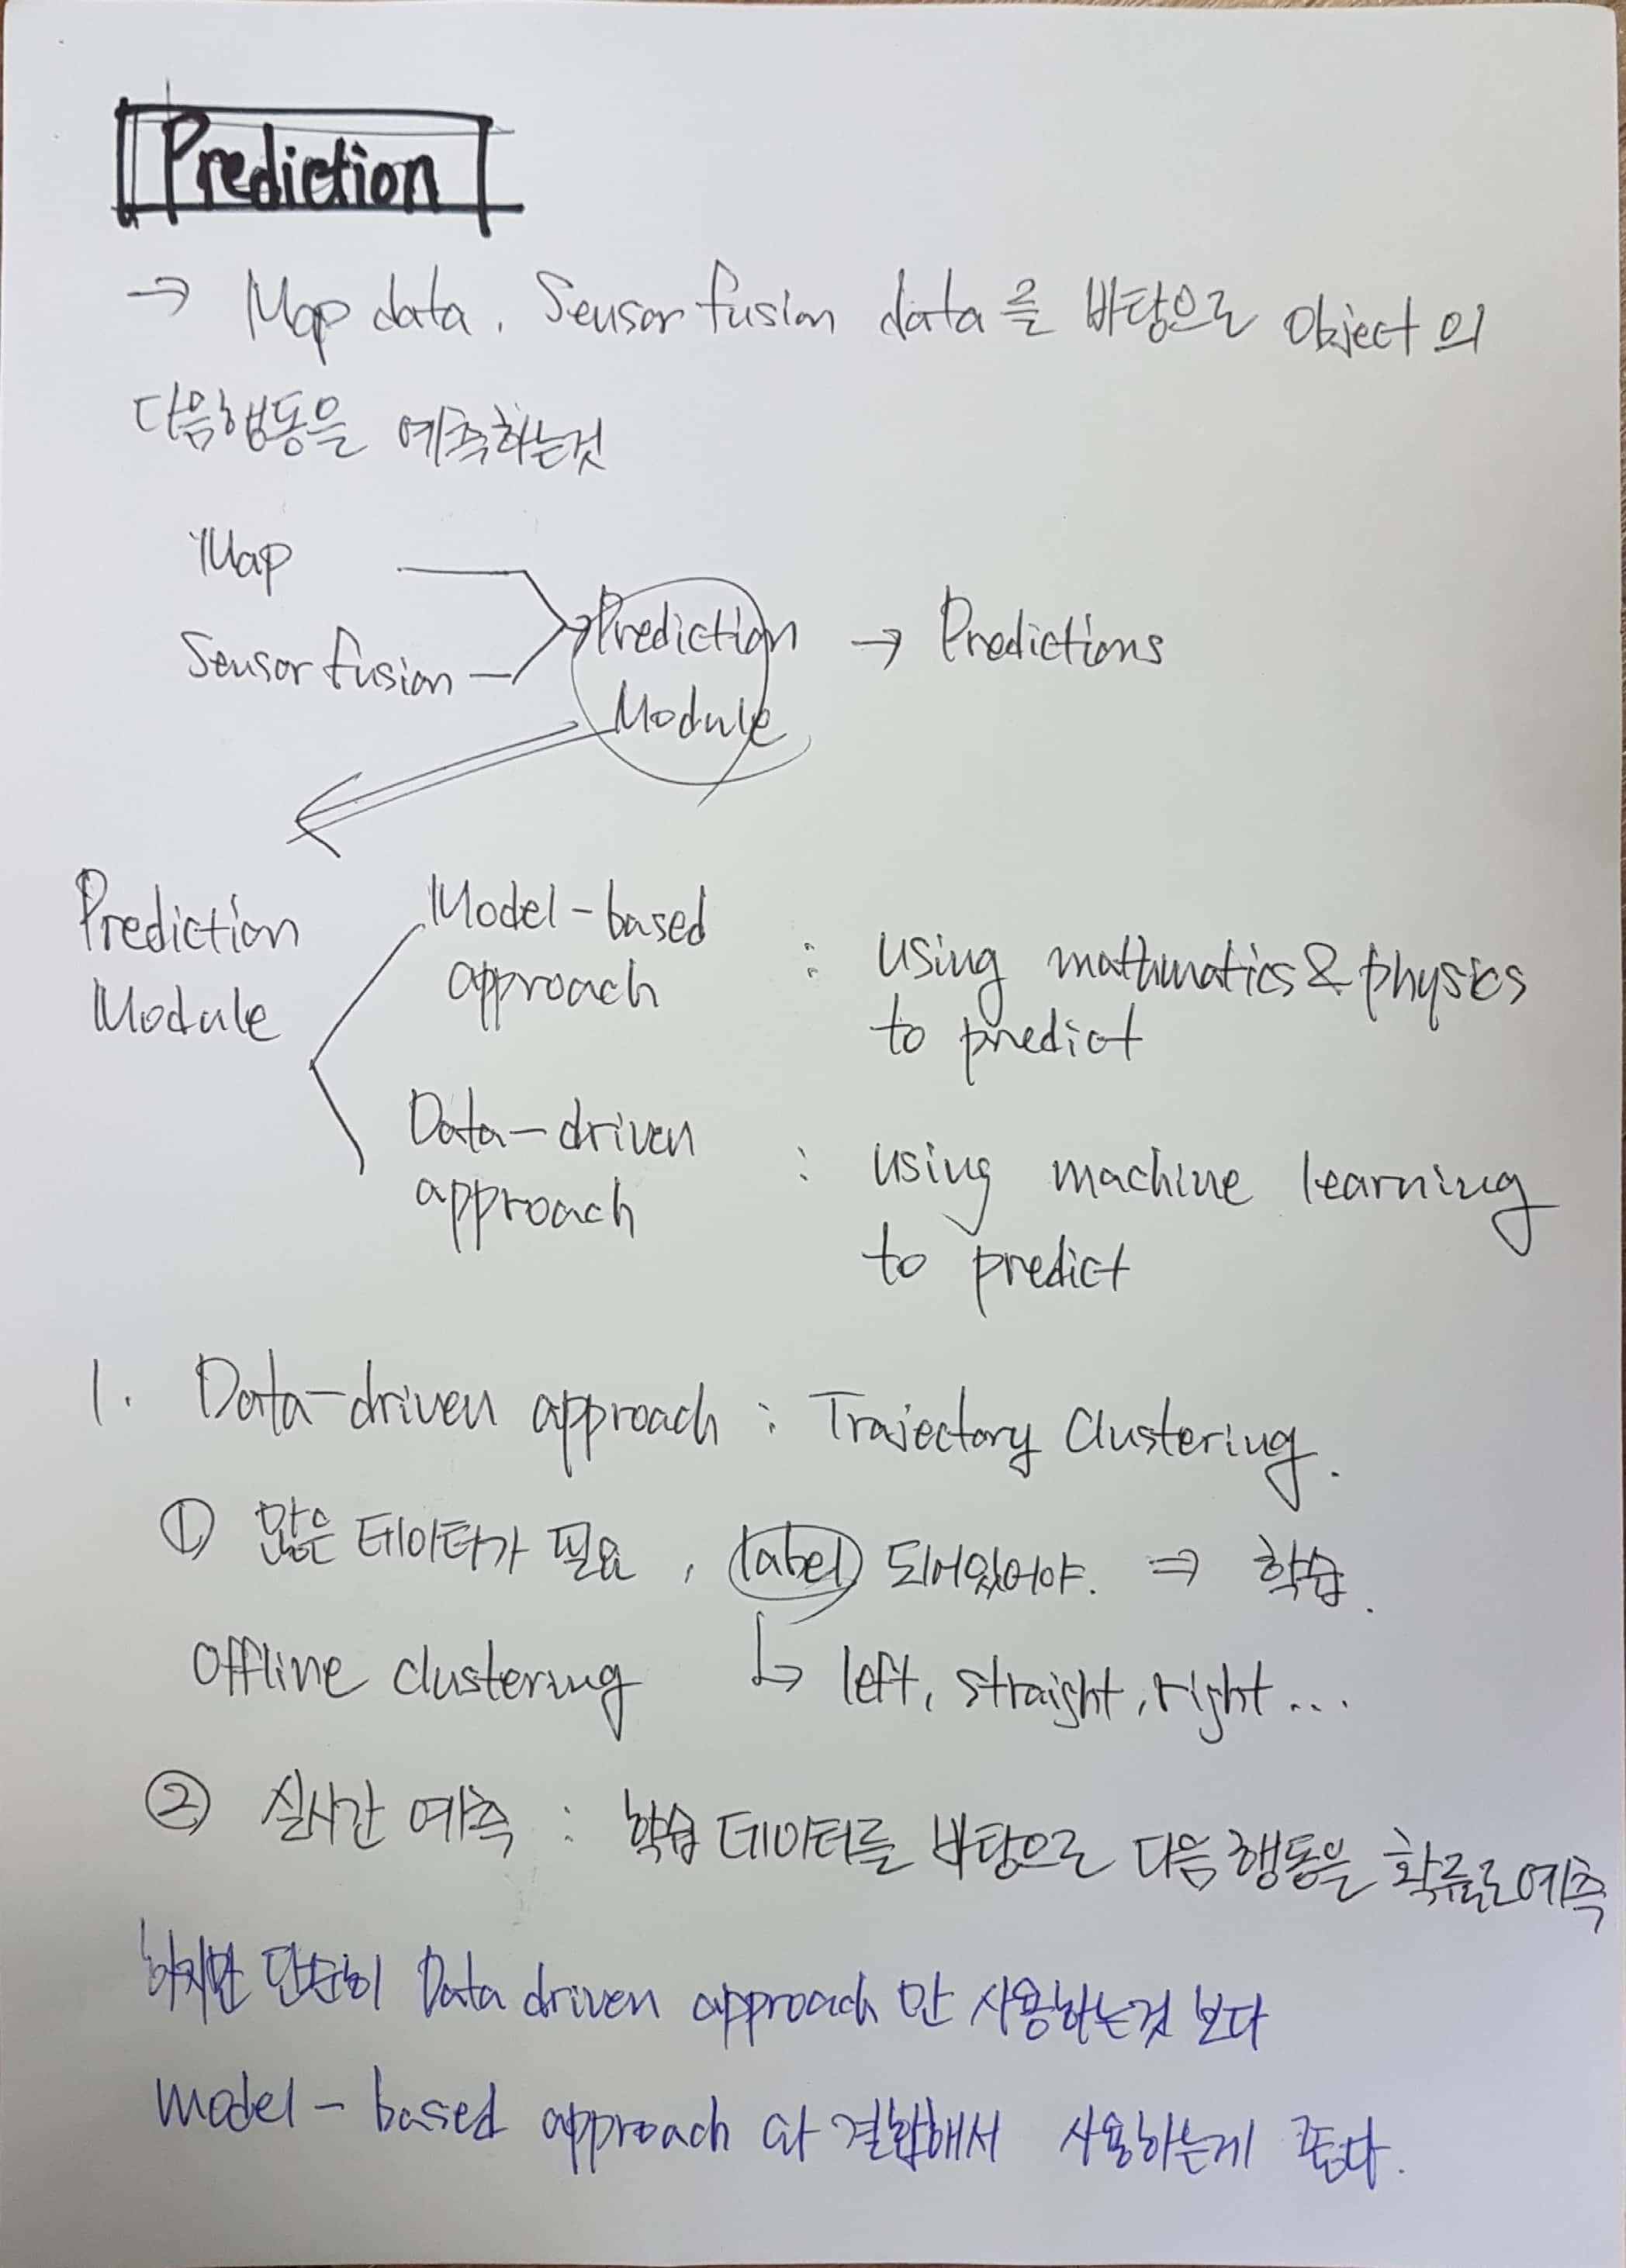 Prediction
→ Map data, Sensor fusion data를 바탕으로 object의
다음행동을 예측하는것
Map
Sensor fusion
Prediction → Predictions
Module
Prediction
Module
Model-based
approach
: using mathmatics & physics
to predict
Data-driven
approach
: using machine learning
to predict
1. Data-driven approach : Trajectory Clustering.
① 많은 데이터가 필요, label 되어있어야. ⇒ 학습.
Offline clustering ↳ left, straight, right...
② 실시간 예측 : 학습 데이터를 바탕으로 다음 행동을 확률로 예측
하지만 단순히 Data driven approach 만 사용하는것 보다
model-based approach 와 결합해서 사용하는게 좋다.